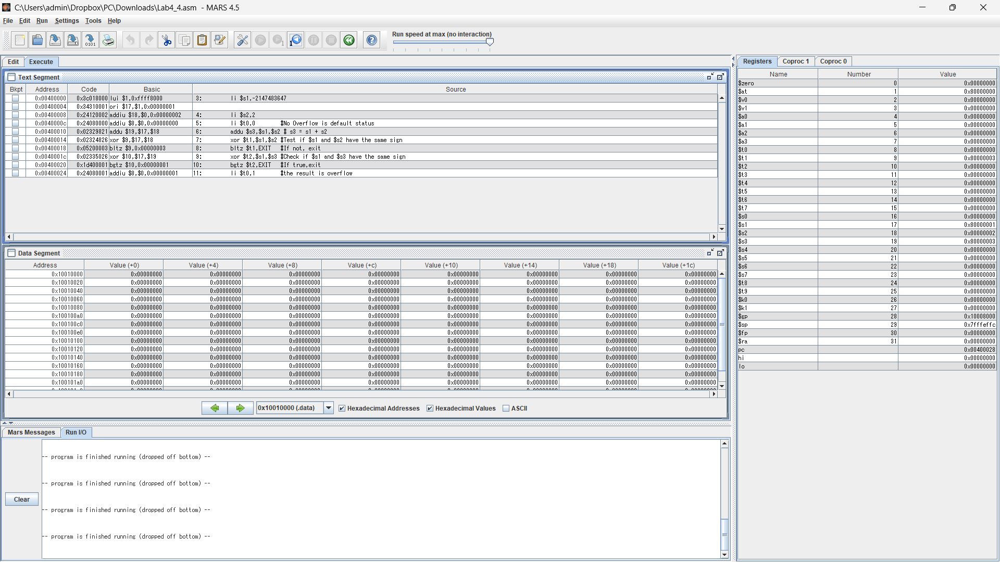 C:\Users\admin\Dropbox\PC\Downloads\Lab4_4.asm - MARS 4.5
File Edit Run Settings Tools Help
Run speed at max (no interaction)
Edit Execute
Text Segment
Bkpt Address Code Basic Source
0x00400000 0x3c018000 lui $1,0xffff8000 3: li $s1,-2147483647
0x00400004 0x34310001 ori $17,$1,0x00000001
0x00400008 0x24120002 addiu $18,$0,0x00000002 4: li $s2,2
0x0040000c 0x24080000 addiu $8,$0,0x00000000 5: li $t0,0 #No Overflow is default status
0x00400010 0x02329821 addu $19,$17,$18 6: addu $s3,$s1,$s2 # s3 = s1 + s2
0x00400014 0x02324826 xor $9,$17,$18 7: xor $t1,$s1,$s2 #Test if $s1 and $s2 have the same sign
0x00400018 0x05200003 bltz $9,0x00000003 8: bltz $t1,EXIT #If not, exit
0x0040001c 0x02335026 xor $10,$17,$19 9: xor $t2,$s1,$s3 #Check if $s1 and $s3 have the same sign
0x00400020 0x1d400001 bgtz $10,0x00000001 10: bgtz $t2,EXIT #If true,exit
0x00400024 0x24080001 addiu $8,$0,0x00000001 11: li $t0,1 #the result is overflow
Data Segment
Address Value (+0) Value (+4) Value (+8) Value (+c) Value (+10) Value (+14) Value (+18) Value (+1c)
0x10010000 0x00000000 0x00000000 0x00000000 0x00000000 0x00000000 0x00000000 0x00000000 0x00000000
0x10010020 0x00000000 0x00000000 0x00000000 0x00000000 0x00000000 0x00000000 0x00000000 0x00000000
0x10010040 0x00000000 0x00000000 0x00000000 0x00000000 0x00000000 0x00000000 0x00000000 0x00000000
0x10010060 0x00000000 0x00000000 0x00000000 0x00000000 0x00000000 0x00000000 0x00000000 0x00000000
0x10010080 0x00000000 0x00000000 0x00000000 0x00000000 0x00000000 0x00000000 0x00000000 0x00000000
0x100100a0 0x00000000 0x00000000 0x00000000 0x00000000 0x00000000 0x00000000 0x00000000 0x00000000
0x100100c0 0x00000000 0x00000000 0x00000000 0x00000000 0x00000000 0x00000000 0x00000000 0x00000000
0x100100e0 0x00000000 0x00000000 0x00000000 0x00000000 0x00000000 0x00000000 0x00000000 0x00000000
0x10010100 0x00000000 0x00000000 0x00000000 0x00000000 0x00000000 0x00000000 0x00000000 0x00000000
0x10010120 0x00000000 0x00000000 0x00000000 0x00000000 0x00000000 0x00000000 0x00000000 0x00000000
0x10010140 0x00000000 0x00000000 0x00000000 0x00000000 0x00000000 0x00000000 0x00000000 0x00000000
0x10010160 0x00000000 0x00000000 0x00000000 0x00000000 0x00000000 0x00000000 0x00000000 0x00000000
0x10010180 0x00000000 0x00000000 0x00000000 0x00000000 0x00000000 0x00000000 0x00000000 0x00000000
0x100101a0 0x00000000 0x00000000 0x00000000 0x00000000 0x00000000 0x00000000 0x00000000 0x00000000
0x10010000 (.data) Hexadecimal Addresses Hexadecimal Values ASCII
Mars Messages Run I/O
-- program is finished running (dropped off bottom) --
-- program is finished running (dropped off bottom) --
Clear
-- program is finished running (dropped off bottom) --
-- program is finished running (dropped off bottom) --
Registers Coproc 1 Coproc 0
Name Number Value
$zero 0 0x00000000
$at 1 0x80000000
$v0 2 0x00000000
$v1 3 0x00000000
$a0 4 0x00000000
$a1 5 0x00000000
$a2 6 0x00000000
$a3 7 0x00000000
$t0 8 0x00000000
$t1 9 0x80000003
$t2 10 0x00000000
$t3 11 0x00000000
$t4 12 0x00000000
$t5 13 0x00000000
$t6 14 0x00000000
$t7 15 0x00000000
$s0 16 0x00000000
$s1 17 0x80000001
$s2 18 0x00000002
$s3 19 0x80000003
$s4 20 0x00000000
$s5 21 0x00000000
$s6 22 0x00000000
$s7 23 0x00000000
$t8 24 0x00000000
$t9 25 0x00000000
$k0 26 0x00000000
$k1 27 0x00000000
$gp 28 0x10008000
$sp 29 0x7fffeffc
$fp 30 0x00000000
$ra 31 0x00000000
pc 0x00400028
hi 0x00000000
lo 0x00000000